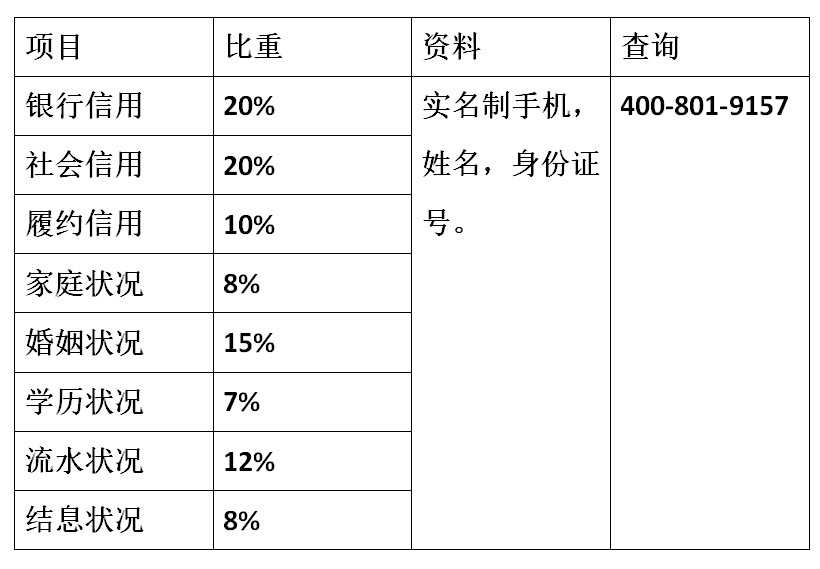 项目 比重 资料 查询
银行信用 20% 实名制手机， 400-801-9157
社会信用 20% 姓名，身份证
履约信用 10% 号。
家庭状况 8%
婚姻状况 15%
学历状况 7%
流水状况 12%
结息状况 8%